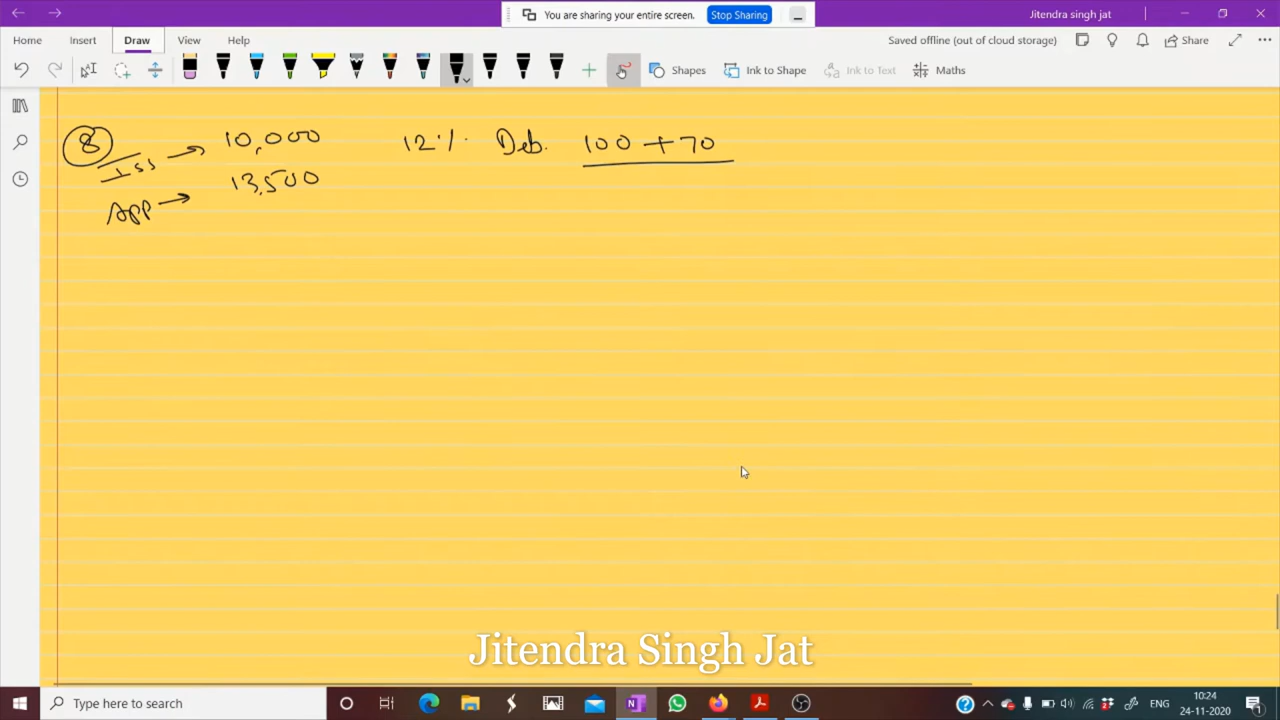 You are sharing your entire screen. Stop Sharing
Jitendra singh jat
Home Insert Draw View Help
Saved offline (out of cloud storage) Share
Shapes Ink to Shape Ink to Text Maths
8 Iss → 10,000 12% Deb. 100 + 70
App → 13,500
Jitendra Singh Jat
Type here to search
ENG 10:24
24-11-2020